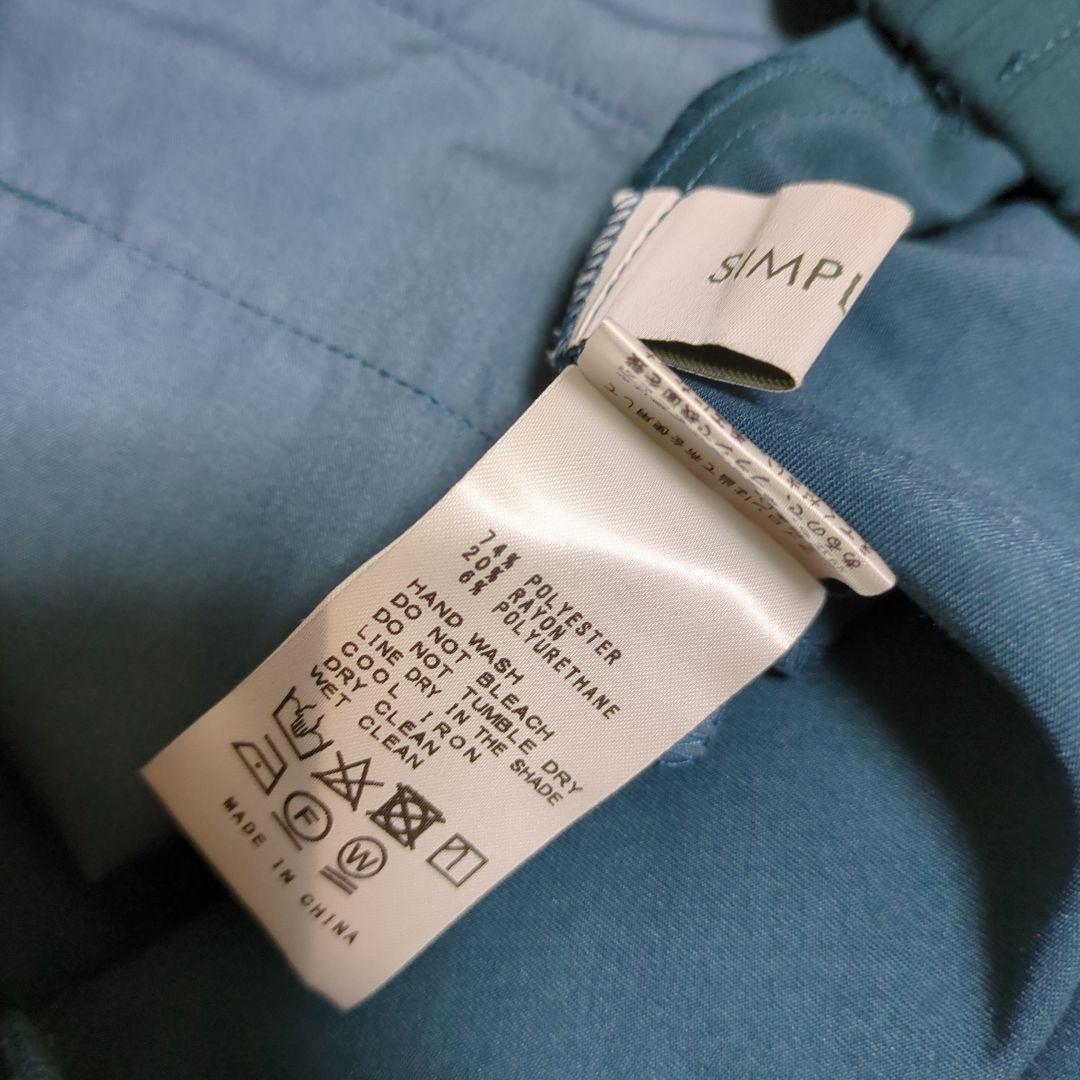 SIMPL
74% POLYESTER
20% RAYON
6% POLYURETHANE
HAND WASH
DO NOT BLEACH
DO NOT TUMBLE DRY
LINE DRY IN THE SHADE
COOL IRON
DRY CLEAN
WET CLEAN
F
W
MADE IN CHINA